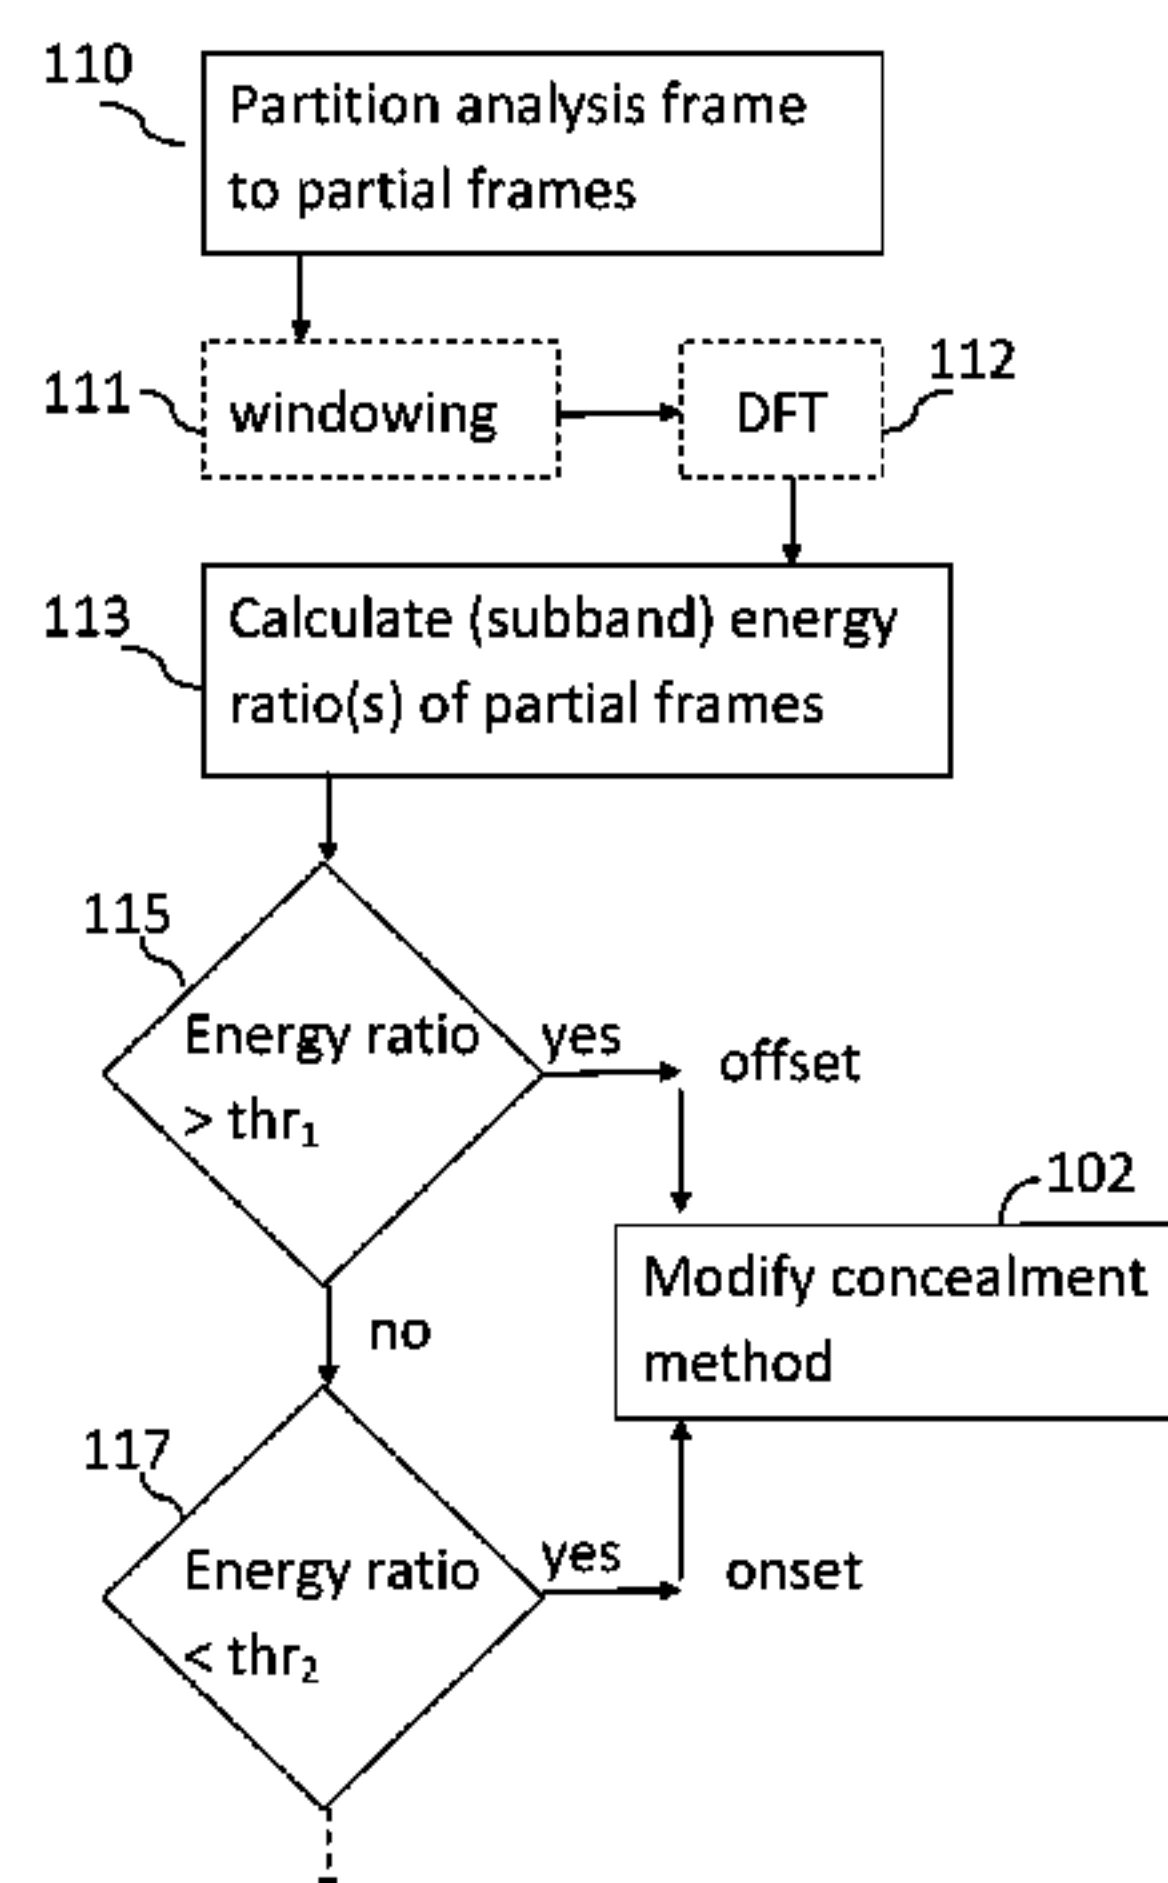 110
Partition analysis frame
to partial frames
111
windowing
DFT
112
113
Calculate (subband) energy
ratio(s) of partial frames
115
Energy ratio
> thr₁
yes
offset
102
Modify concealment
method
no
117
Energy ratio
< thr₂
yes
onset